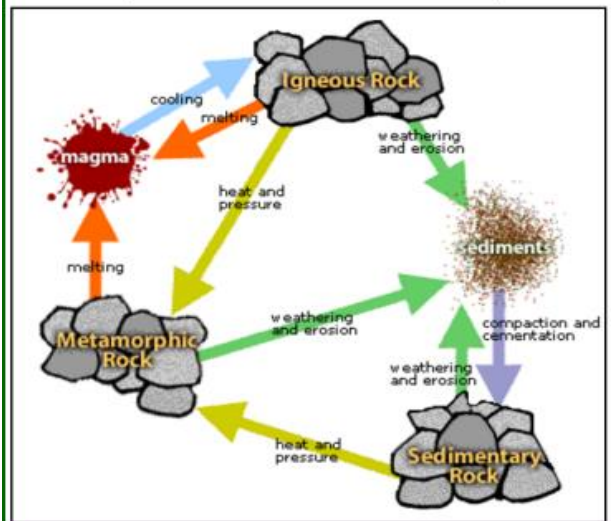 Igneous Rock
cooling
melting
magma
weathering
and erosion
heat and
pressure
sediments
melting
weathering
and erosion
compaction and
cementation
Metamorphic
Rock
weathering
and erosion
heat and
pressure
Sedimentary
Rock